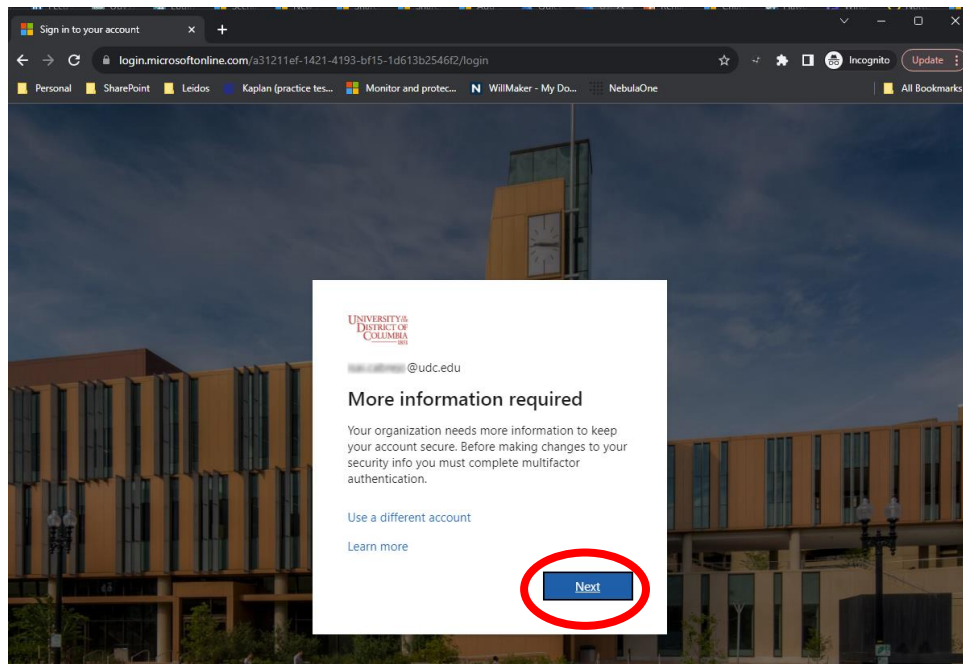 Sign in to your account
login.microsoftonline.com/a31211ef-1421-4193-bf15-1d613b2546f2/login
Incognito
Update
Personal
SharePoint
Leidos
Kaplan (practice tes...
Monitor and protec...
N WillMaker - My Do...
NebulaOne
All Bookmarks
UNIVERSITY of the
DISTRICT OF
COLUMBIA
1851
@udc.edu
More information required
Your organization needs more information to keep
your account secure. Before making changes to your
security info you must complete multifactor
authentication.
Use a different account
Learn more
Next